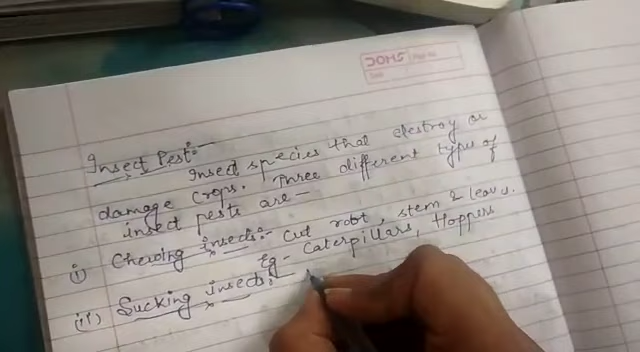 DOMS
Insect Pest:-
Insect species that destroy or
damage crops. Three different types of
insect pests are -
(i) Chewing insects:- Cut root, stem & leaves.
Eg - Caterpillars, Hoppers
(ii) Sucking insects:-